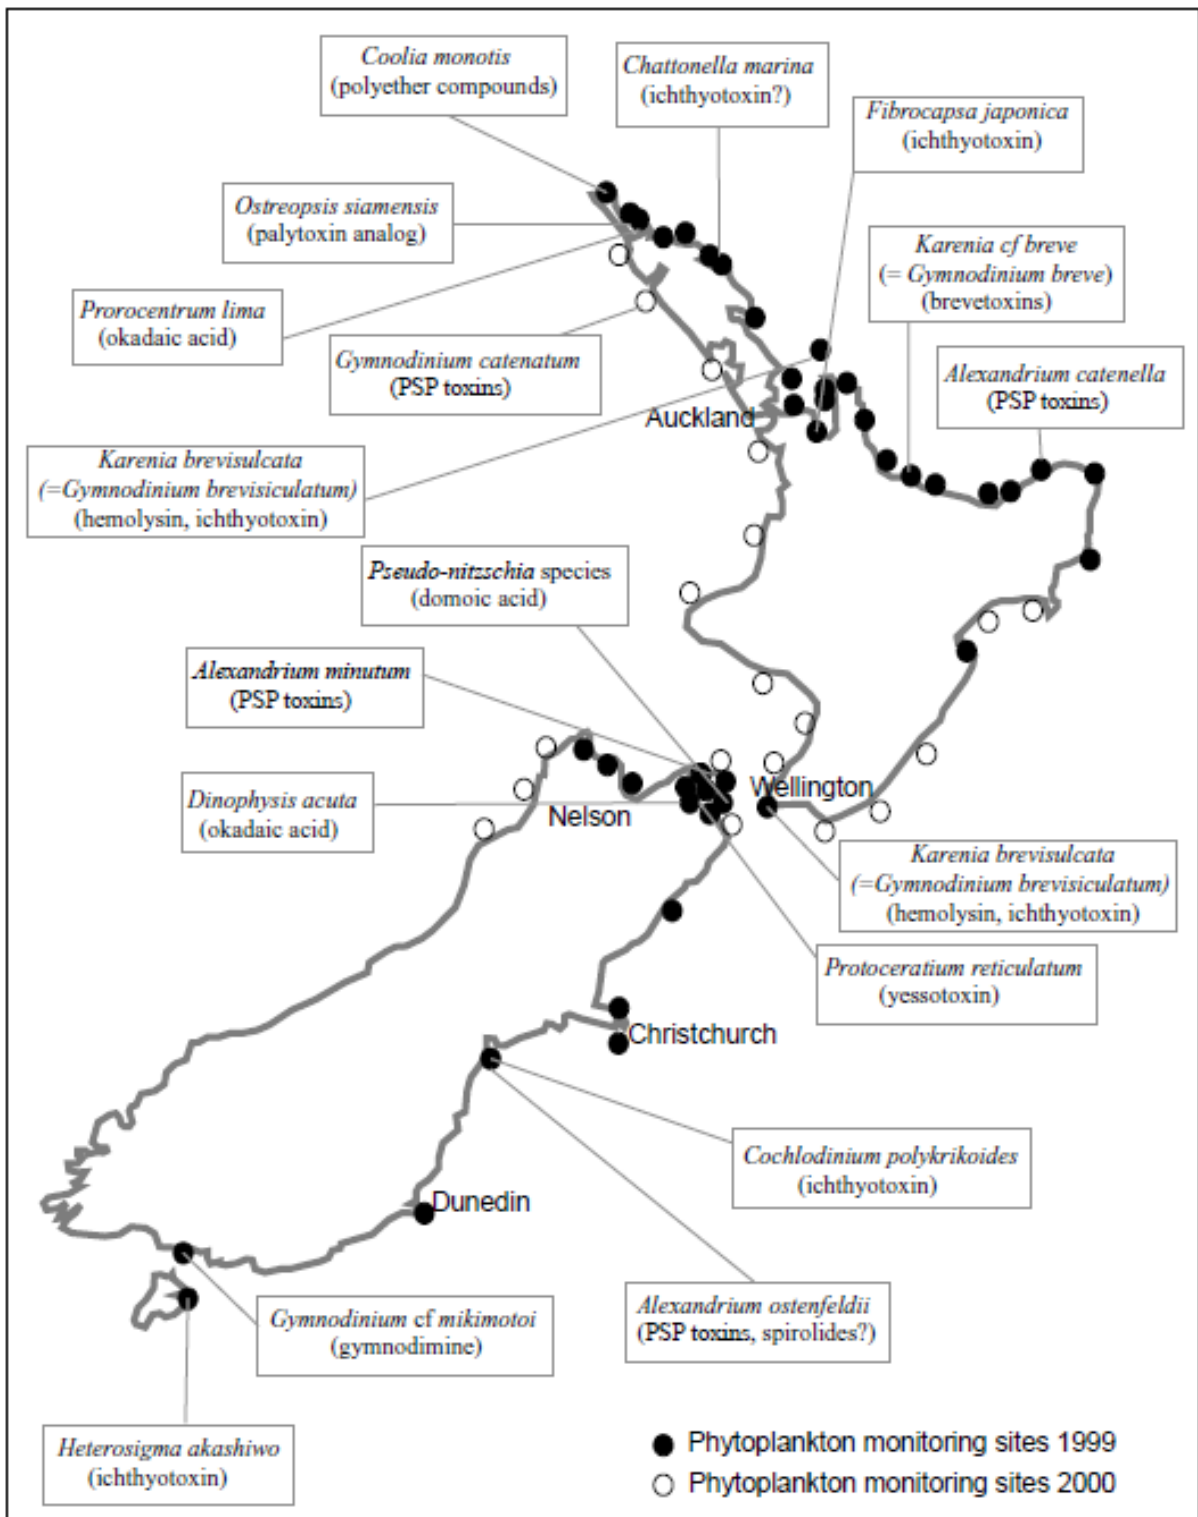 Coolia monotis
(polyether compounds)
Chattonella marina
(ichthyotoxin?)
Fibrocapsa japonica
(ichthyotoxin)
Ostreopsis siamensis
(palytoxin analog)
Karenia cf breve
(= Gymnodinium breve)
(brevetoxins)
Prorocentrum lima
(okadaic acid)
Gymnodinium catenatum
(PSP toxins)
Alexandrium catenella
(PSP toxins)
Auckland
Karenia brevisulcata
(=Gymnodinium brevisiculatum)
(hemolysin, ichthyotoxin)
Pseudo-nitzschia species
(domoic acid)
Alexandrium minutum
(PSP toxins)
Dinophysis acuta
(okadaic acid)
Nelson
Wellington
Karenia brevisulcata
(=Gymnodinium brevisiculatum)
(hemolysin, ichthyotoxin)
Protoceratium reticulatum
(yessotoxin)
Christchurch
Cochlodinium polykrikoides
(ichthyotoxin)
Dunedin
Alexandrium ostenfeldii
(PSP toxins, spirolides?)
Gymnodinium cf mikimotoi
(gymnodimine)
Heterosigma akashiwo
(ichthyotoxin)
Phytoplankton monitoring sites 1999
Phytoplankton monitoring sites 2000